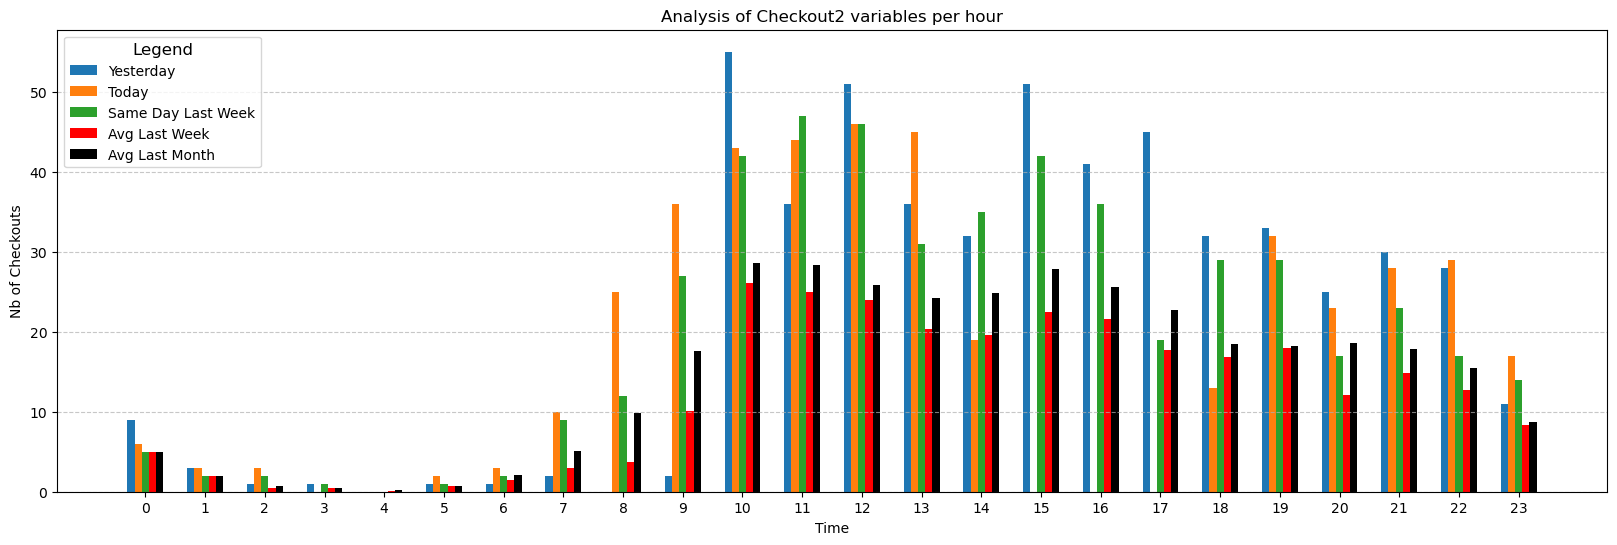 Analysis of Checkout2 variables per hour
Legend
Yesterday
Today
Same Day Last Week
Avg Last Week
Avg Last Month
Nb of Checkouts
50
40
30
20
10
0
0 1 2 3 4 5 6 7 8 9 10 11 12 13 14 15 16 17 18 19 20 21 22 23
Time